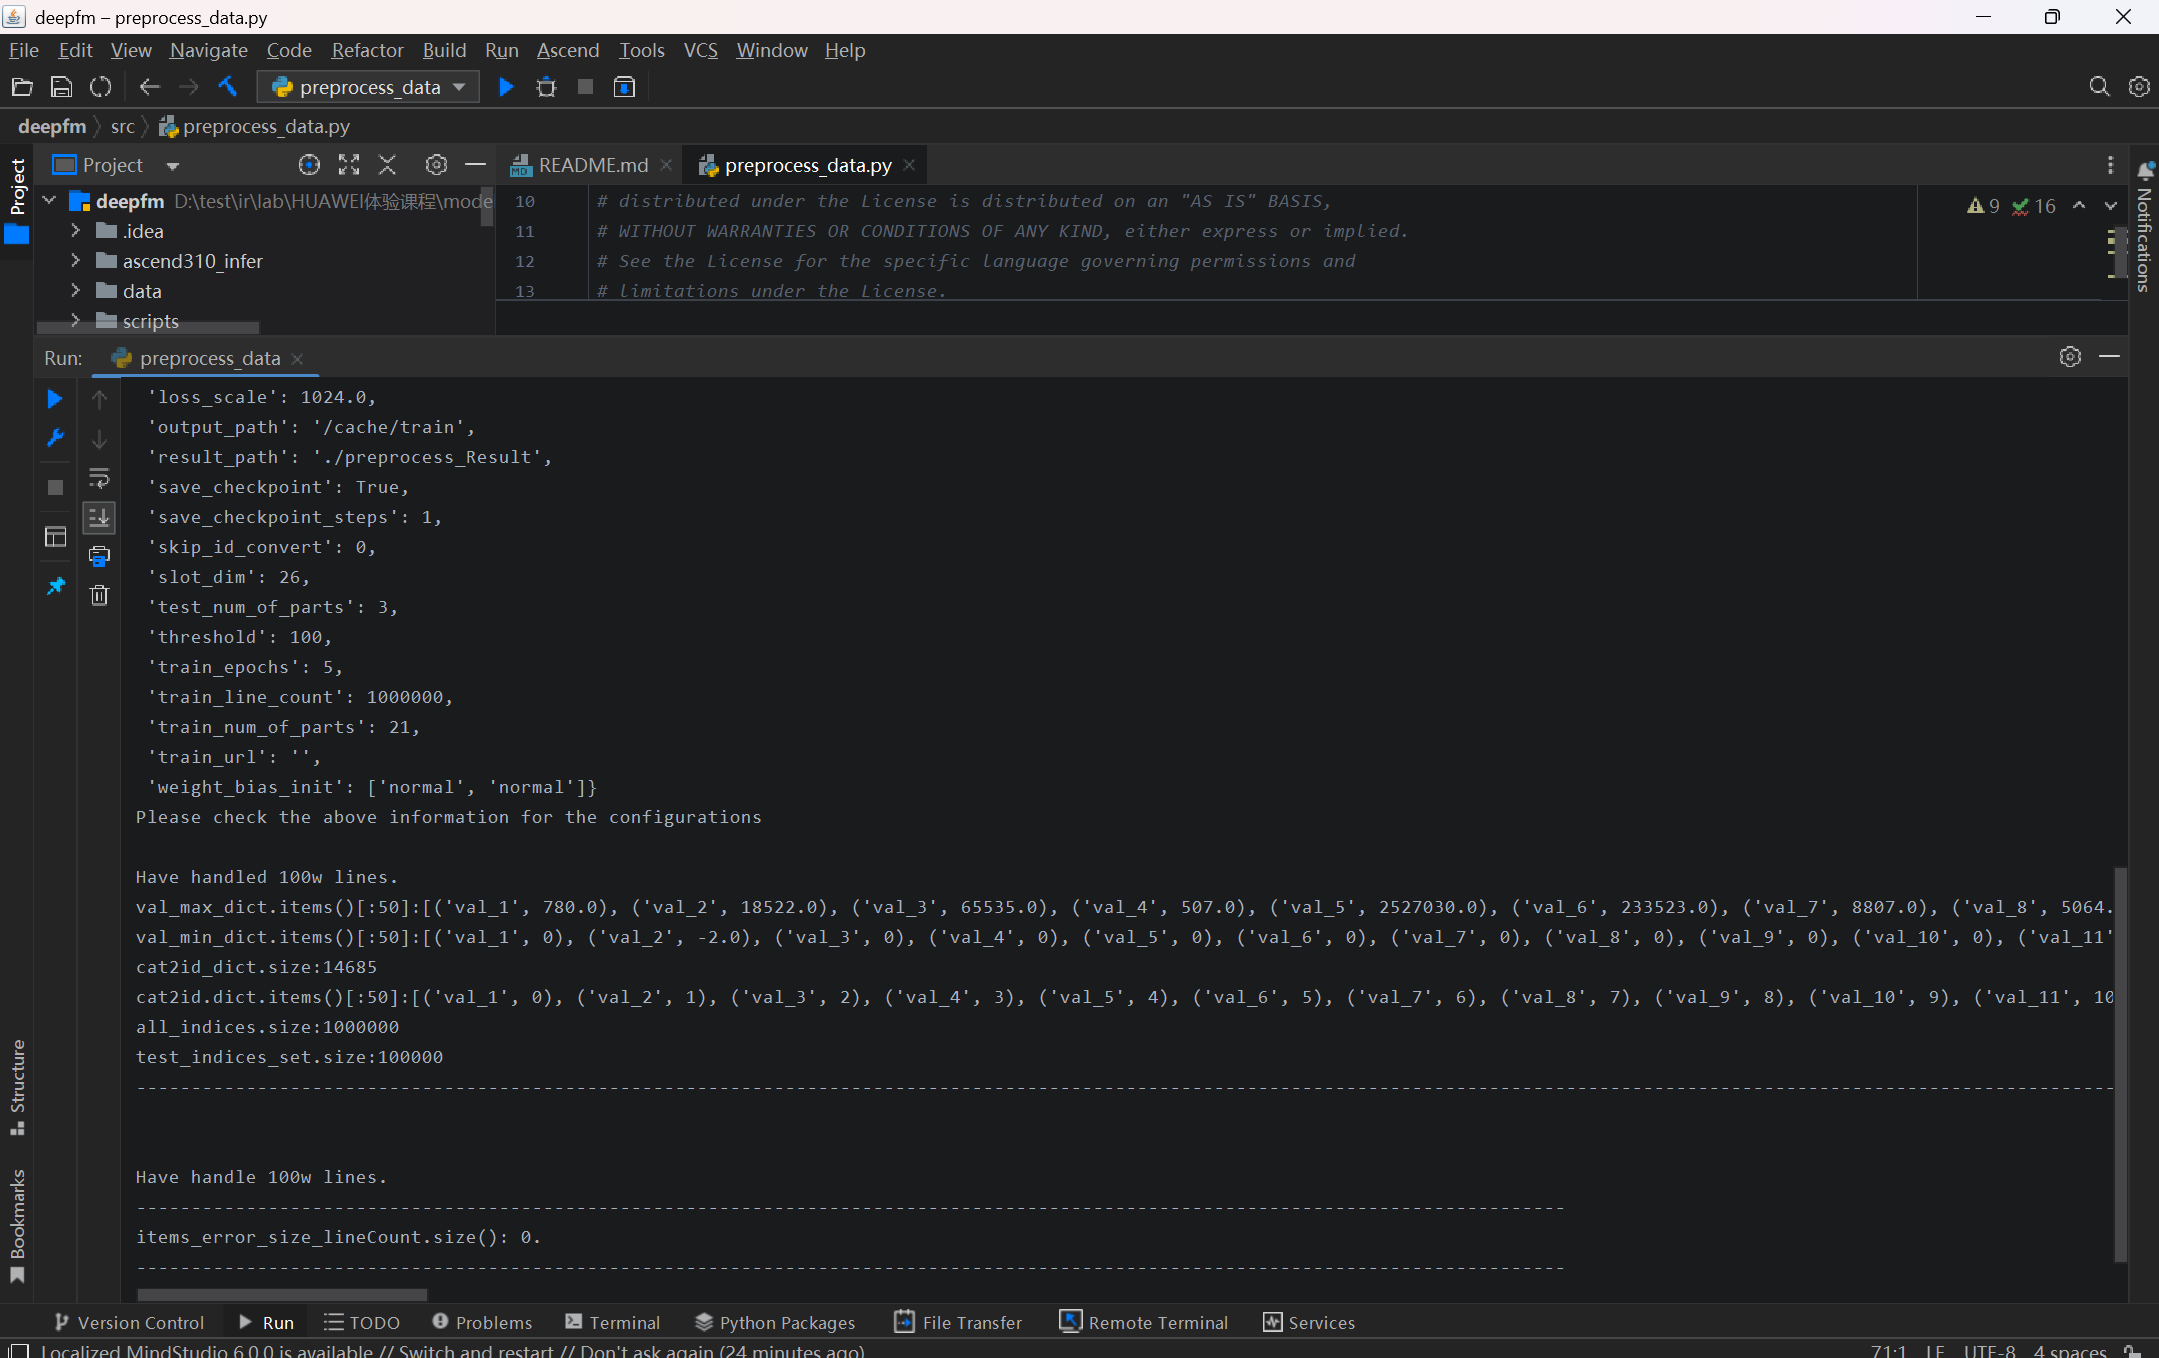 deepfm – preprocess_data.py
File Edit View Navigate Code Refactor Build Run Ascend Tools VCS Window Help
preprocess_data
deepfm src preprocess_data.py
Project
Project
README.md
preprocess_data.py
deepfm D:\test\ir\lab\HUAWEI体验课程\mode
.idea
ascend310_infer
data
scripts
10 # distributed under the License is distributed on an "AS IS" BASIS,
11 # WITHOUT WARRANTIES OR CONDITIONS OF ANY KIND, either express or implied.
12 # See the License for the specific language governing permissions and
13 # limitations under the License.
9 16
Notifications
Run: preprocess_data
'loss_scale': 1024.0,
'output_path': '/cache/train',
'result_path': './preprocess_Result',
'save_checkpoint': True,
'save_checkpoint_steps': 1,
'skip_id_convert': 0,
'slot_dim': 26,
'test_num_of_parts': 3,
'threshold': 100,
'train_epochs': 5,
'train_line_count': 1000000,
'train_num_of_parts': 21,
'train_url': '',
'weight_bias_init': ['normal', 'normal']}
Please check the above information for the configurations
Have handled 100w lines.
val_max_dict.items()[:50]:[('val_1', 780.0), ('val_2', 18522.0), ('val_3', 65535.0), ('val_4', 507.0), ('val_5', 2527030.0), ('val_6', 233523.0), ('val_7', 8807.0), ('val_8', 5064.
val_min_dict.items()[:50]:[('val_1', 0), ('val_2', -2.0), ('val_3', 0), ('val_4', 0), ('val_5', 0), ('val_6', 0), ('val_7', 0), ('val_8', 0), ('val_9', 0), ('val_10', 0), ('val_11'
cat2id_dict.size:14685
cat2id.dict.items()[:50]:[('val_1', 0), ('val_2', 1), ('val_3', 2), ('val_4', 3), ('val_5', 4), ('val_6', 5), ('val_7', 6), ('val_8', 7), ('val_9', 8), ('val_10', 9), ('val_11', 10
all_indices.size:1000000
test_indices_set.size:100000
----------------------------------------------------------------------------------------------------------------------------------------------------------------------------------
Have handle 100w lines.
----------------------------------------------------------------------------------------------------------------------------------
items_error_size_lineCount.size(): 0.
----------------------------------------------------------------------------------------------------------------------------------
Structure
Bookmarks
Version Control Run TODO Problems Terminal Python Packages File Transfer Remote Terminal Services
Localized MindStudio 6.0.0 is available // Switch and restart // Don't ask again (24 minutes ago)
71:1 LF UTF-8 4 spaces